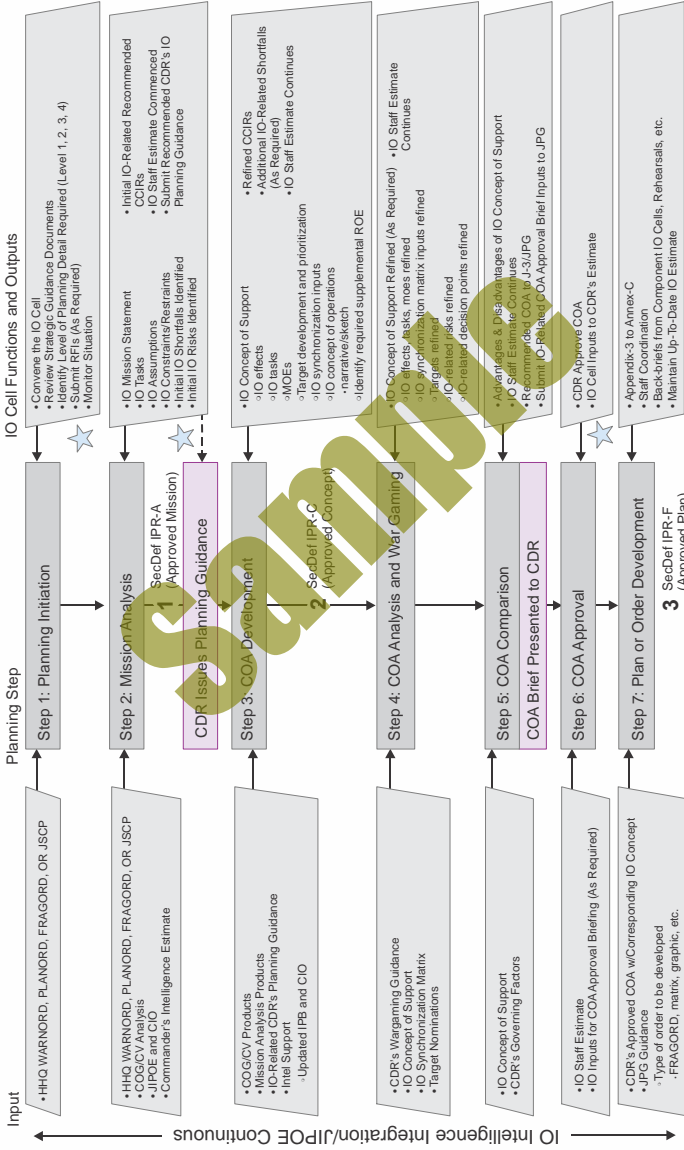 Input
Planning Step
IO Cell Functions and Outputs
IO Intelligence Integration/JIPOE Continuous
• HHQ WARNORD, PLANORD, FRAGORD, OR JSCP
Step 1: Planning Initiation
• Convene the IO Cell
• Review Strategic Guidance Documents
• Identify Level of Planning Detail Required (Level 1, 2, 3, 4)
• Submit RFIs (As Required)
• Monitor Situation
• HHQ WARNORD, PLANORD, FRAGORD, OR JSCP
• COG/CV Analysis
• JIPOE and CIO
• Commander's Intelligence Estimate
Step 2: Mission Analysis
• IO Mission Statement
• IO Tasks
• IO Assumptions
• IO Constraints/Restraints
• Initial IO Shortfalls Identified
• Initial IO Risks Identified
• Initial IO-Related Recommended
CCIRs
• IO Staff Estimate Commenced
• Submit Recommended CDR's IO
Planning Guidance
1 SecDef IPR-A
(Approved Mission)
CDR Issues Planning Guidance
• COG/CV Products
• Mission Analysis Products
• IO-Related CDR's Planning Guidance
• Intel Support
◦ Updated IPB and CIO
Step 3: COA Development
• IO Concept of Support
◦ IO effects
◦ IO tasks
◦ MOEs
◦ Target development and prioritization
◦ IO synchronization inputs
◦ IO concept of operations
- narrative/sketch
◦ Identify required supplemental ROE
• Refined CCIRs
• Additional IO-Related Shortfalls
(As Required)
• IO Staff Estimate Continues
2 SecDef IPR-C
(Approved Concept)
• CDR's Wargaming Guidance
• IO Concept of Support
• IO Synchronization Matrix
• Target Nominations
Step 4: COA Analysis and War Gaming
• IO Concept of Support Refined (As Required)
◦ IO effects, tasks, moes refined
◦ IO synchronization matrix inputs refined
◦ Targets refined
◦ IO-related risks refined
◦ IO-related decision points refined
• IO Staff Estimate
Continues
• IO Concept of Support
• CDR's Governing Factors
Step 5: COA Comparison
COA Brief Presented to CDR
• Advantages & Disadvantages of IO Concept of Support
• IO Staff Estimate Continues
• Recommended COA to J-3/JPG
• Submit IO-Related COA Approval Brief Inputs to JPG
• IO Staff Estimate
• IO Inputs for COA Approval Briefing (As Required)
Step 6: COA Approval
• CDR Approve COA
• IO Cell Inputs to CDR's Estimate
• CDR's Approved COA w/Corresponding IO Concept
• JPG Guidance
◦ Type of order to be developed
◦ FRAGORD, matrix, graphic, etc.
Step 7: Plan or Order Development
• Appendix-3 to Annex-C
• Staff Coordination
• Back-briefs from Component IO Cells, Rehearsals, etc.
• Maintain Up-To-Date IO Estimate
3 SecDef IPR-F
(Approved Plan)
Sample